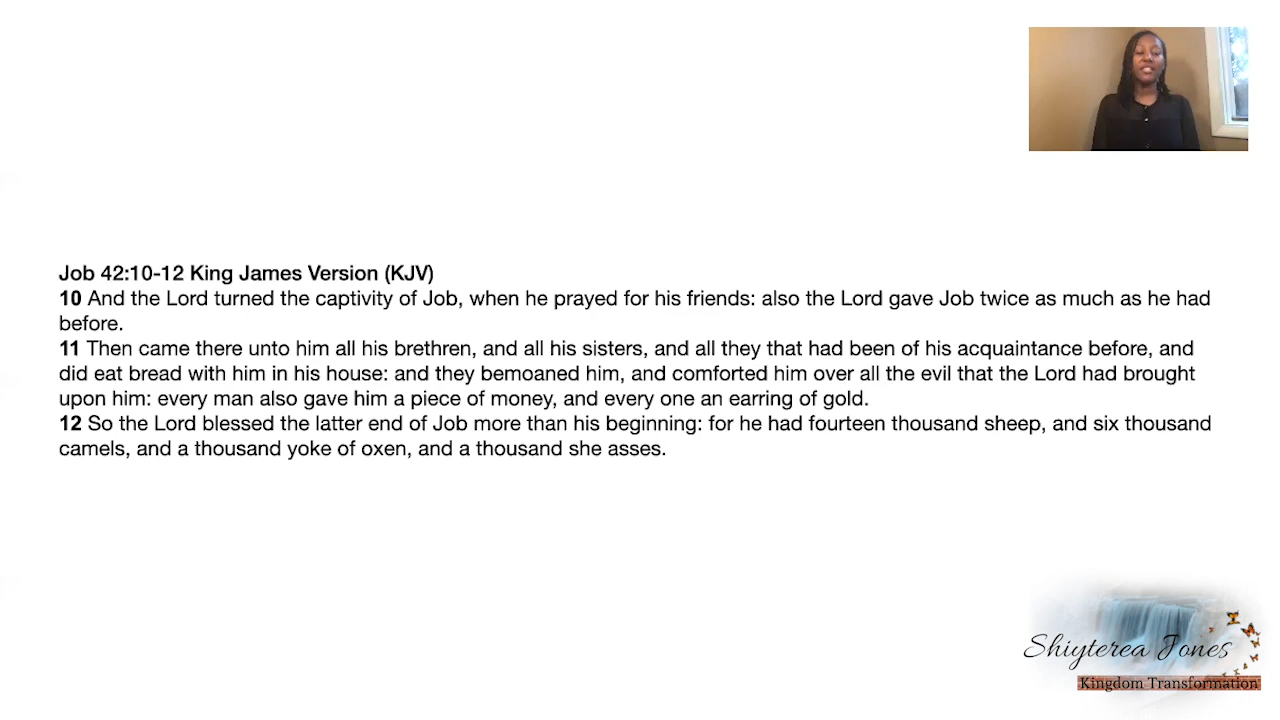 Job 42:10-12 King James Version (KJV)
10 And the Lord turned the captivity of Job, when he prayed for his friends: also the Lord gave Job twice as much as he had
before.
11 Then came there unto him all his brethren, and all his sisters, and all they that had been of his acquaintance before, and
did eat bread with him in his house: and they bemoaned him, and comforted him over all the evil that the Lord had brought
upon him: every man also gave him a piece of money, and every one an earring of gold.
12 So the Lord blessed the latter end of Job more than his beginning: for he had fourteen thousand sheep, and six thousand
camels, and a thousand yoke of oxen, and a thousand she asses.
Shiyterea Jones
Kingdom Transformation